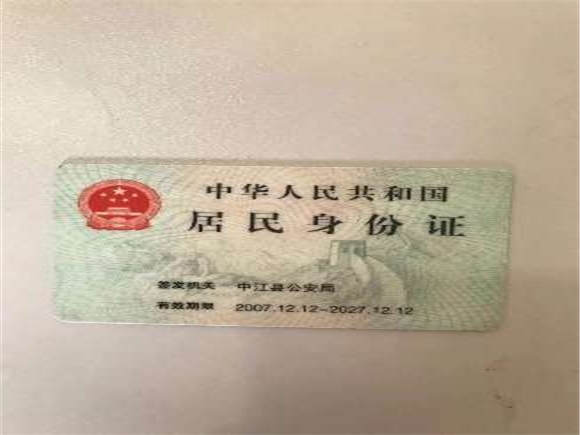 中华人民共和国
居民身份证
签发机关 中江县公安局
有效期限 2007.12.12-2027.12.12